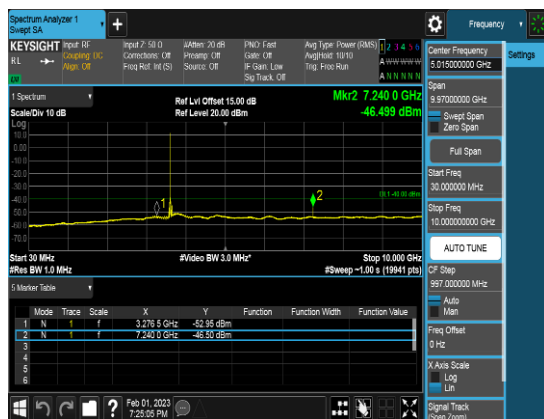 Spectrum Analyzer 1
Swept SA
+
Frequency
KEYSIGHT
RL
Input: RF
Coupling: DC
Align: Off
Input Z: 50 Ω
Corrections: Off
Freq Ref: Int (S)
#Atten: 20 dB
Preamp: Off
Source: Off
PNO: Fast
Gate: Off
IF Gain: Low
Sig Track: Off
Avg Type: Power (RMS)
Avg|Hold: 10/10
Trig: Free Run
1 2 3 4 5 6
A W W W W W
A N N N N N
Center Frequency
5.015000000 GHz
Settings
Span
9.97000000 GHz
Swept Span
Zero Span
Full Span
Start Freq
30.000000 MHz
Stop Freq
10.000000000 GHz
AUTO TUNE
CF Step
997.000000 MHz
Auto
Man
Freq Offset
0 Hz
X Axis Scale
Log
Lin
Signal Track
(Span Zoom)
1 Spectrum
Scale/Div 10 dB
Log
Ref Lvl Offset 15.00 dB
Ref Level 20.00 dBm
Mkr2 7.240 0 GHz
-46.499 dBm
10.0
0.00
-10.0
-20.0
-30.0
-40.0
-50.0
-60.0
-70.0
DL1 -40.00 dBm
1
2
Start 30 MHz
#Res BW 1.0 MHz
#Video BW 3.0 MHz*
Stop 10.000 GHz
#Sweep ~1.00 s (19941 pts)
5 Marker Table
Mode Trace Scale X Y Function Function Width Function Value
1 N 1 f 3.276 5 GHz -52.95 dBm
2 N 1 f 7.240 0 GHz -46.50 dBm
3
4
5
6
?
Feb 01, 2023
7:25:05 PM